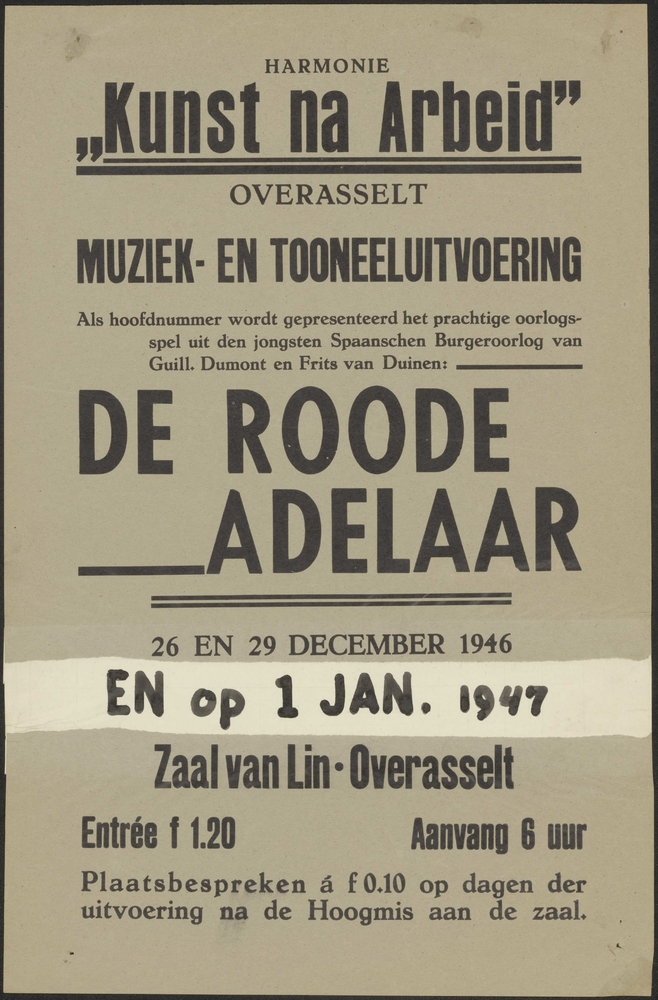 HARMONIE
„Kunst na Arbeid”
OVERASSELT
MUZIEK- EN TOONEELUITVOERING
Als hoofdnummer wordt gepresenteerd het prachtige oorlogs-
spel uit den jongsten Spaanschen Burgeroorlog van
Guill. Dumont en Frits van Duinen:
DE ROODE
ADELAAR
26 EN 29 DECEMBER 1946
EN op 1 JAN. 1947
Zaal van Lin · Overasselt
Entrée f 1.20 Aanvang 6 uur
Plaatsbespreken á f 0.10 op dagen der
uitvoering na de Hoogmis aan de zaal.